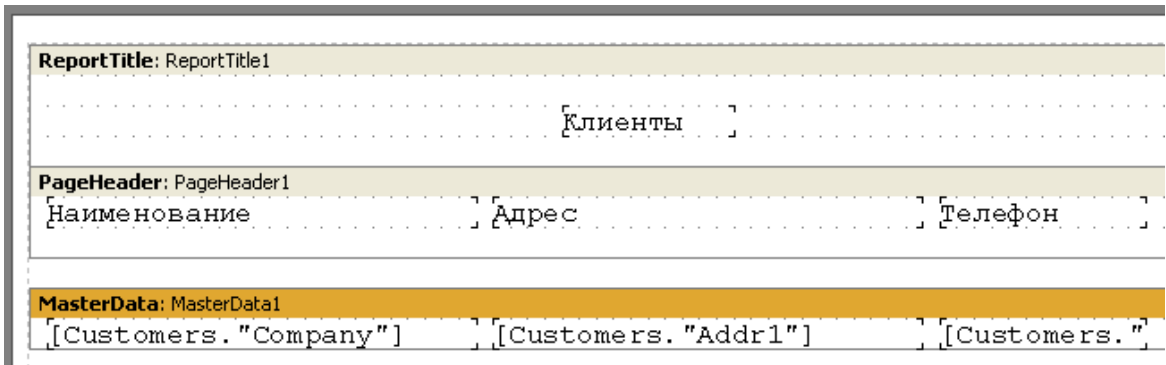 ReportTitle: ReportTitle1
Клиенты
PageHeader: PageHeader1
Наименование Адрес Телефон
MasterData: MasterData1
[Customers."Company"] [Customers."Addr1"] [Customers."